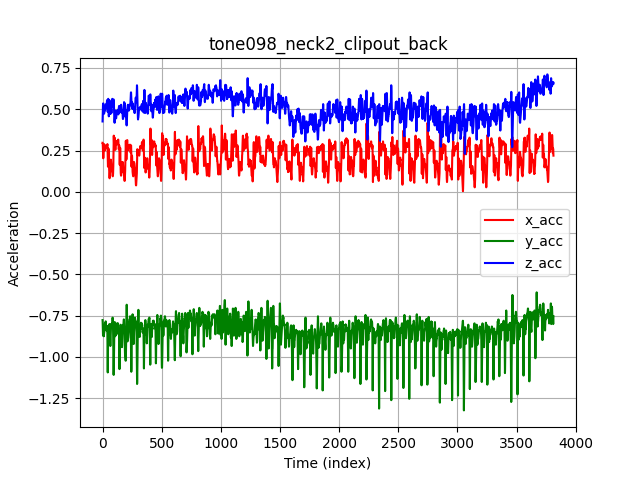 tone098_neck2_clipout_back
0.75
0.50
0.25
0.00
−0.25
−0.50
−0.75
−1.00
−1.25
Acceleration
x_acc
y_acc
z_acc
0 500 1000 1500 2000 2500 3000 3500 4000
Time (index)